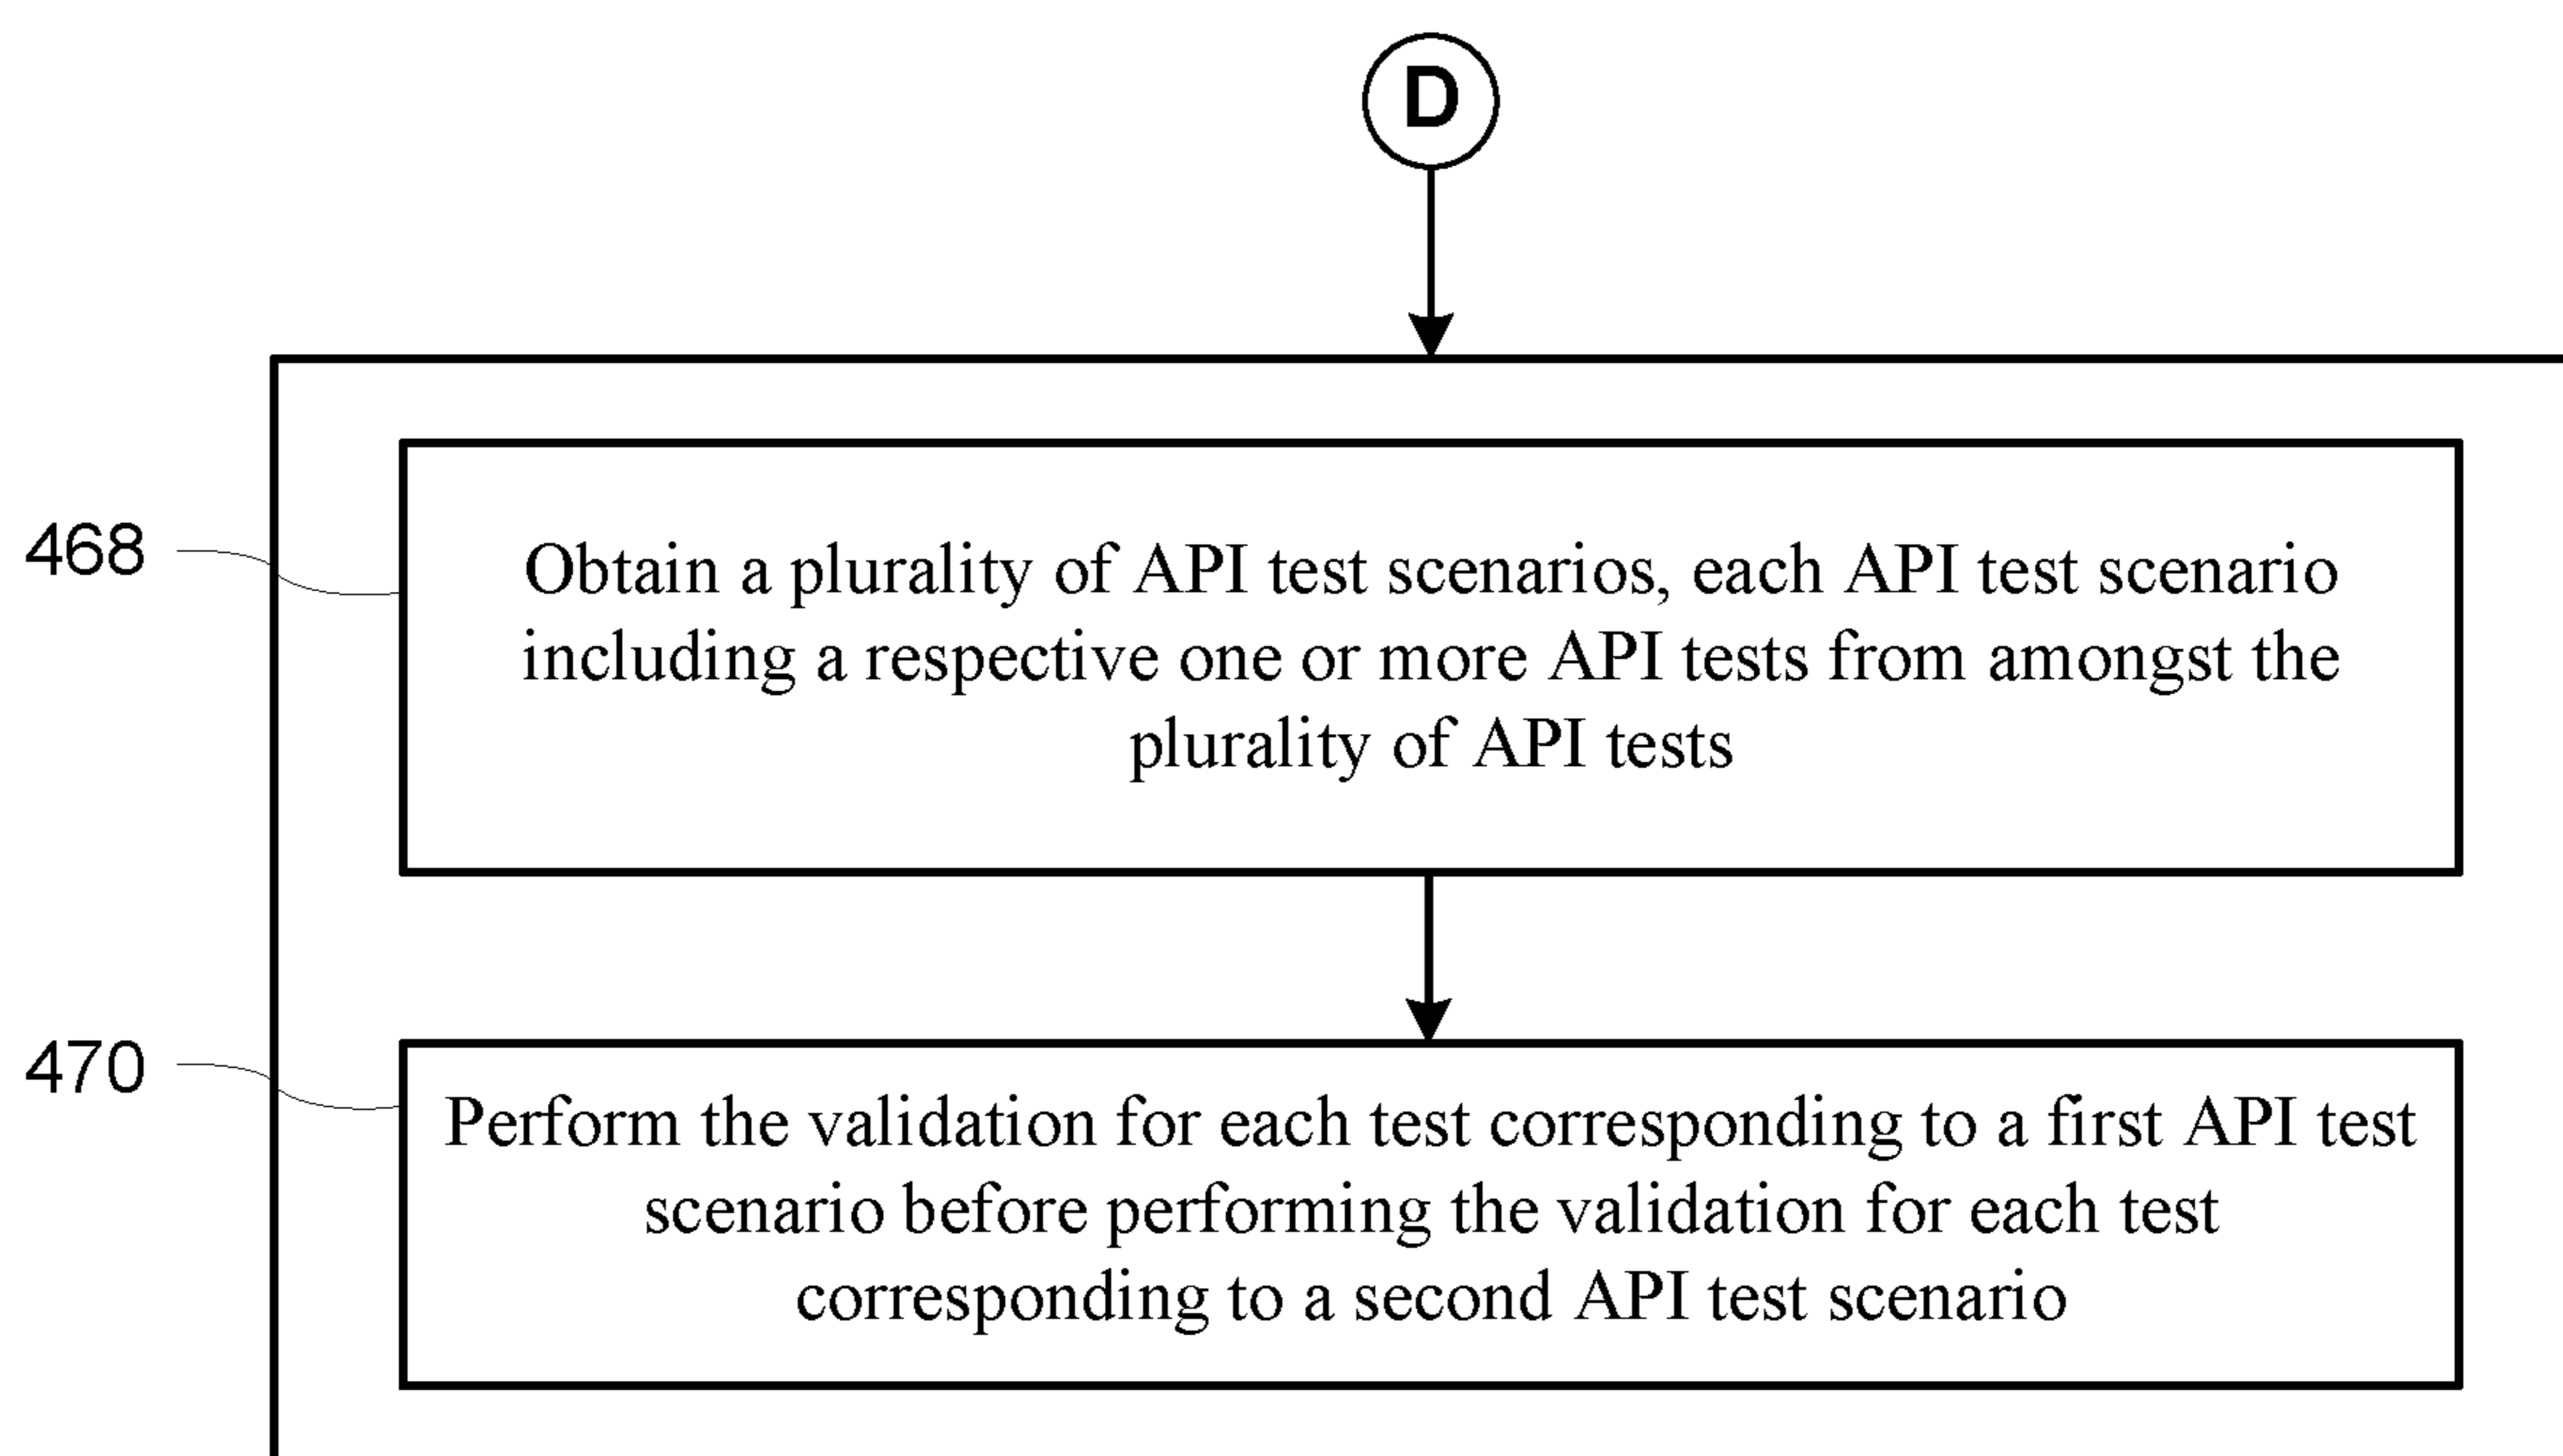 D
468
Obtain a plurality of API test scenarios, each API test scenario
including a respective one or more API tests from amongst the
plurality of API tests
470
Perform the validation for each test corresponding to a first API test
scenario before performing the validation for each test
corresponding to a second API test scenario